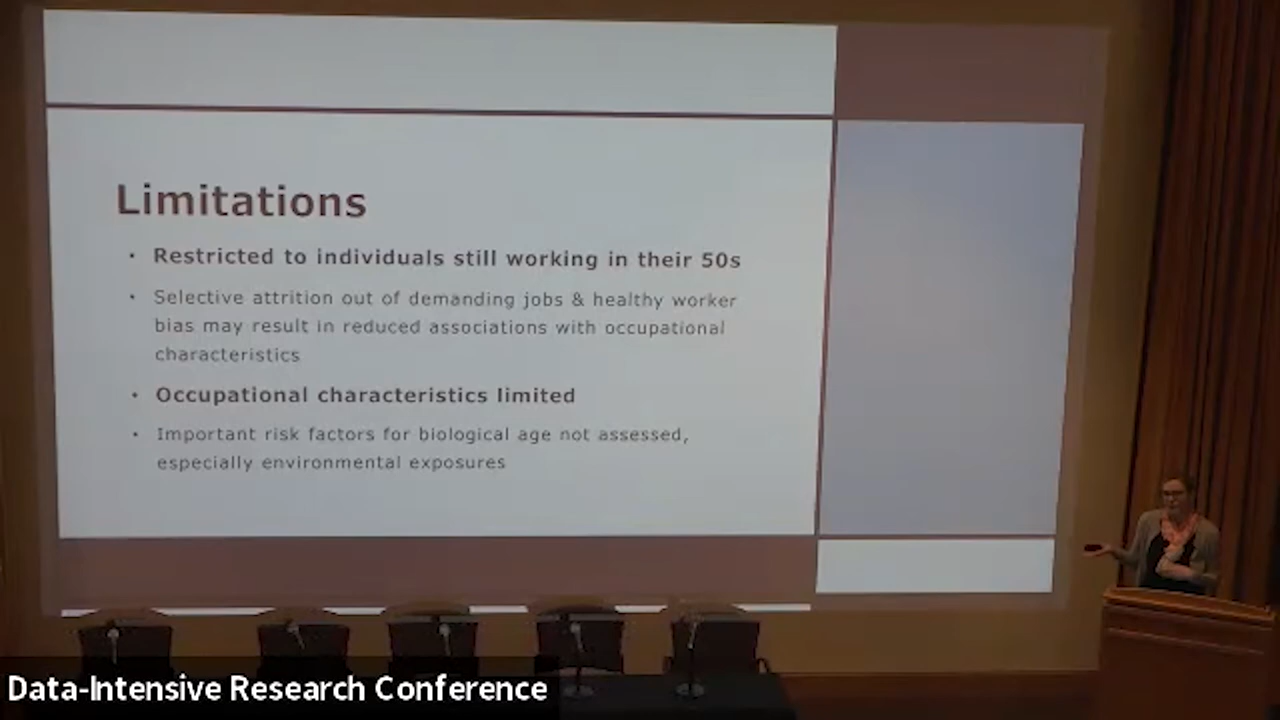 Limitations
• Restricted to individuals still working in their 50s
• Selective attrition out of demanding jobs & healthy worker
bias may result in reduced associations with occupational
characteristics
• Occupational characteristics limited
• Important risk factors for biological age not assessed,
especially environmental exposures
Data-Intensive Research Conference